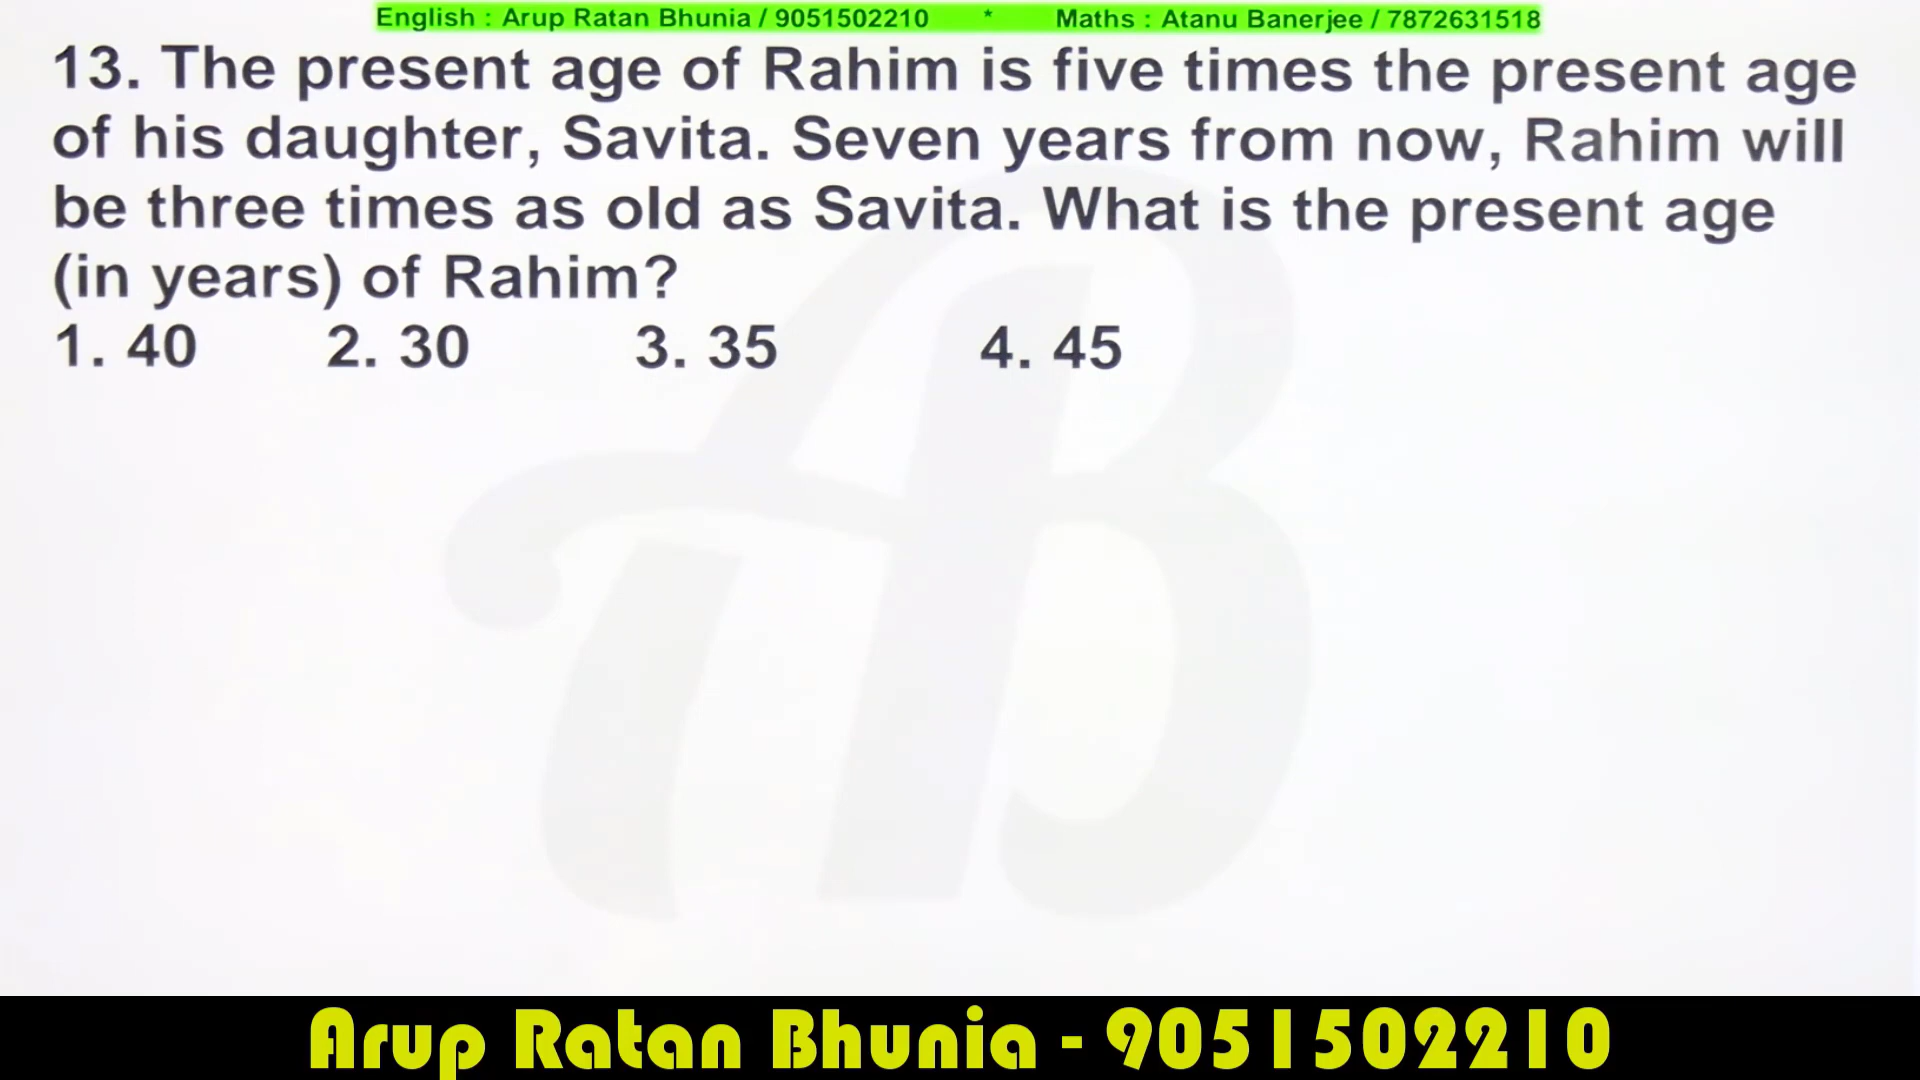 English : Arup Ratan Bhunia / 9051502210 * Maths : Atanu Banerjee / 7872631518
13. The present age of Rahim is five times the present age
of his daughter, Savita. Seven years from now, Rahim will
be three times as old as Savita. What is the present age
(in years) of Rahim?
1. 40 2. 30 3. 35 4. 45
AB
Arup Ratan Bhunia - 9051502210